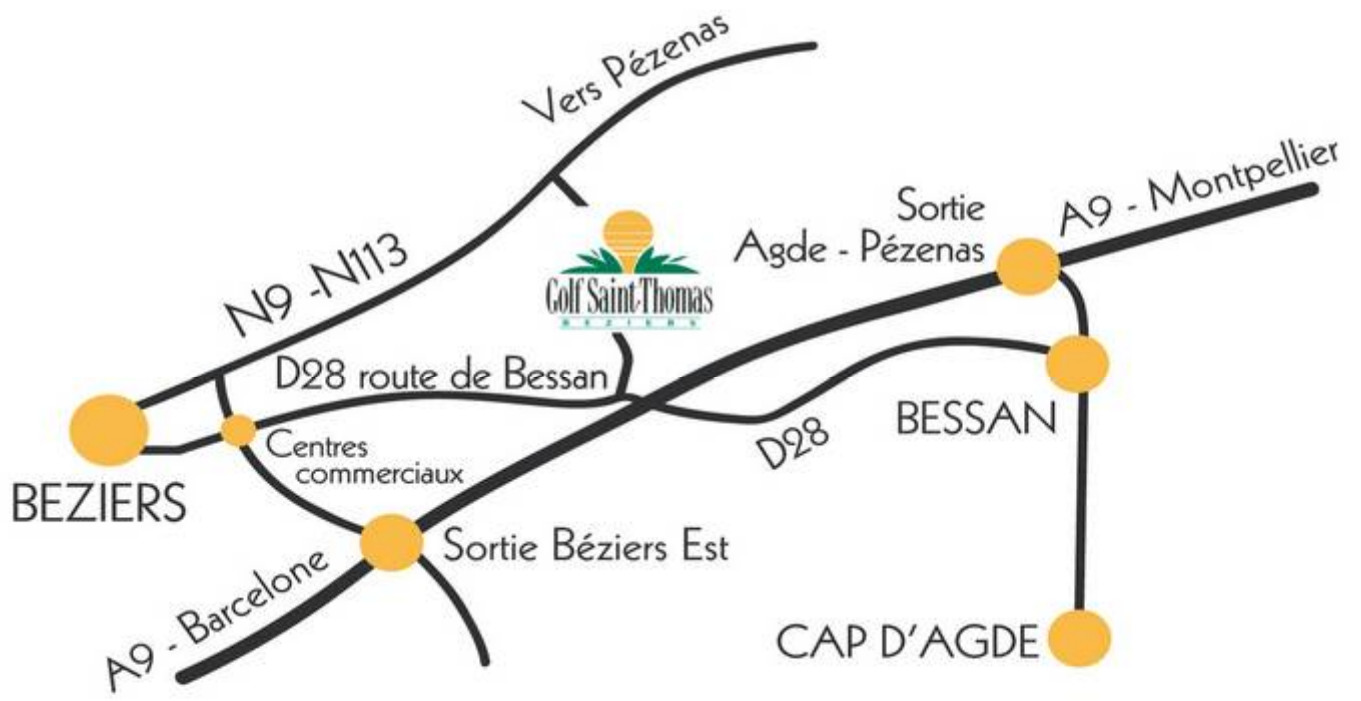 Vers Pézenas
A9 - Montpellier
Sortie
Agde - Pézenas
N9 -N113
Golf Saint-Thomas
BEZIERS
D28 route de Bessan
BESSAN
D28
Centres
commerciaux
BEZIERS
Sortie Béziers Est
A9 - Barcelone
CAP D'AGDE